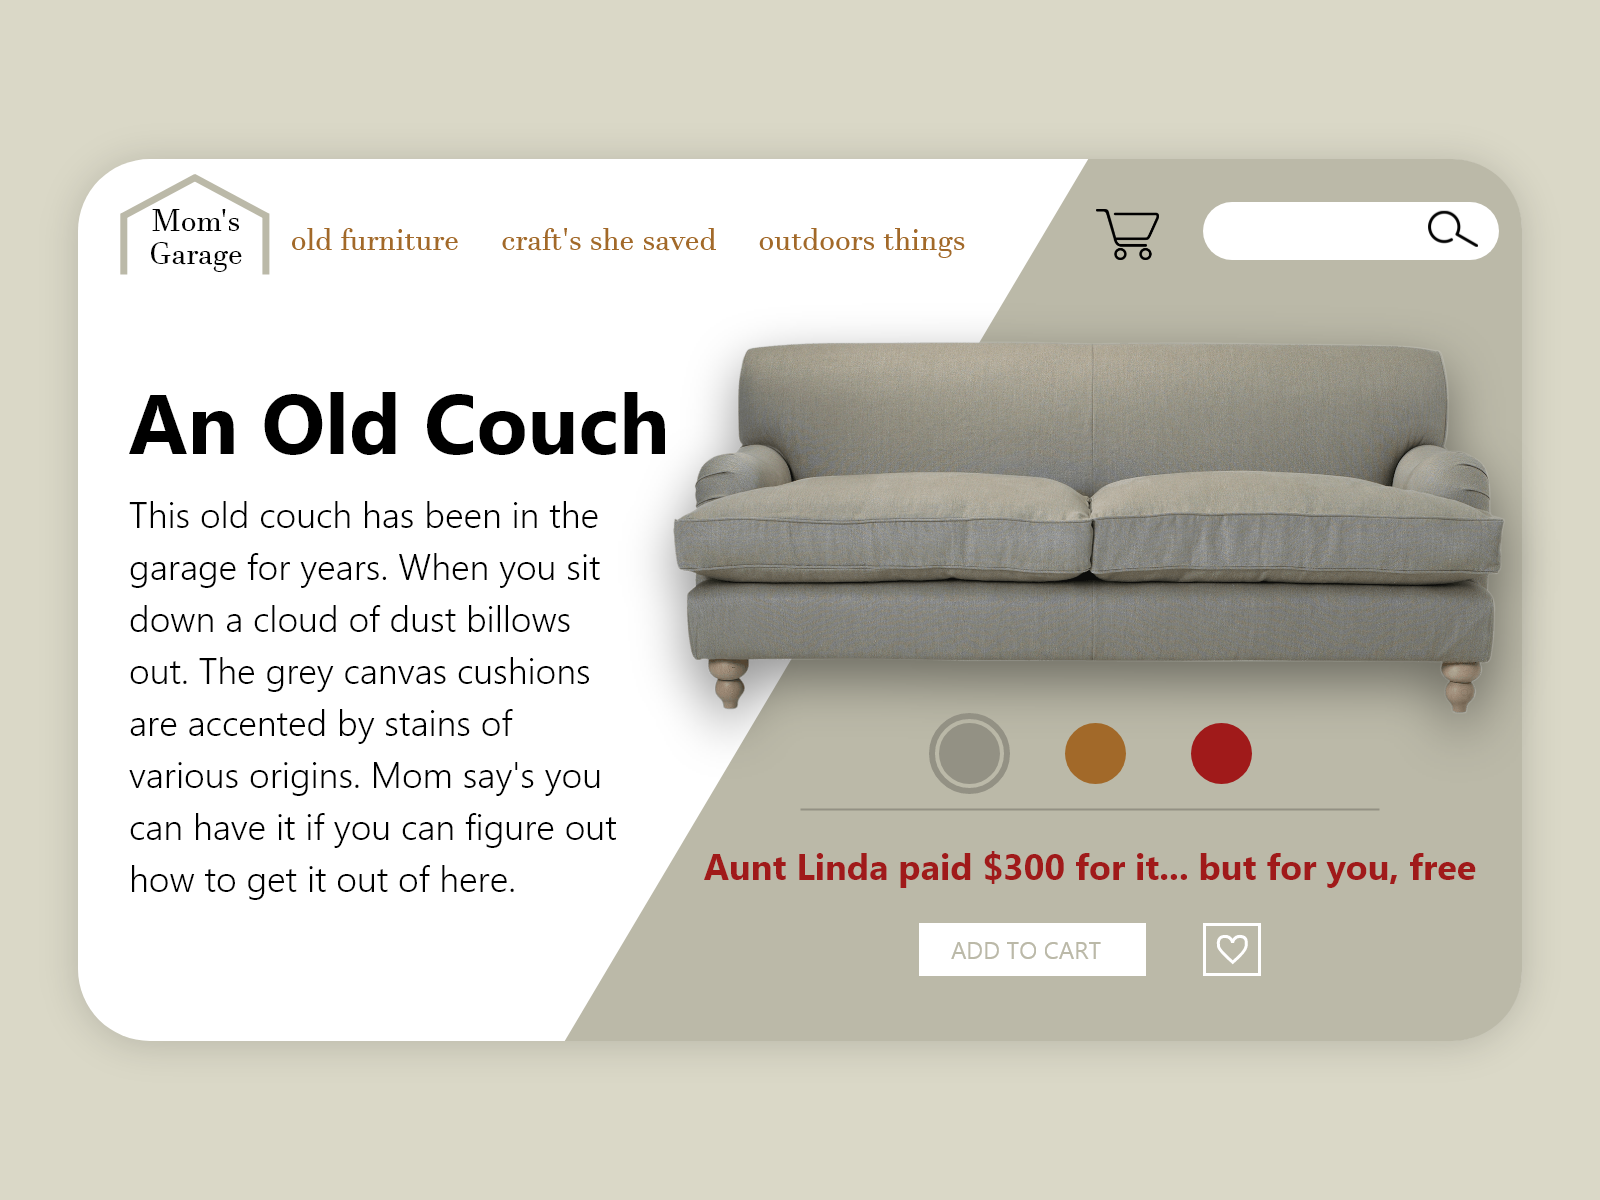 Mom's
Garage
old furniture
craft's she saved
outdoors things
An Old Couch
This old couch has been in the
garage for years. When you sit
down a cloud of dust billows
out. The grey canvas cushions
are accented by stains of
various origins. Mom say's you
can have it if you can figure out
how to get it out of here.
Aunt Linda paid $300 for it... but for you, free
ADD TO CART